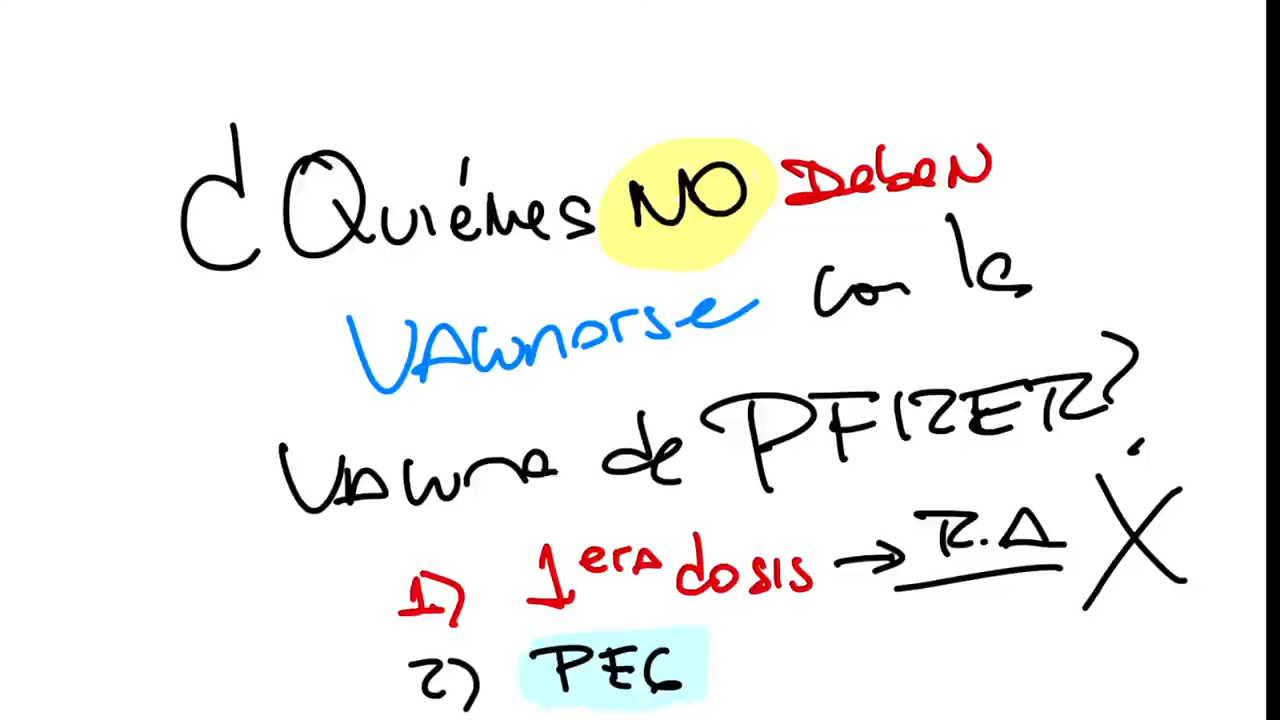 ¿Quiénes NO Deben
VAcunarse con la
VAcuna de PFIZER?
1.) 1era dosis → R.A X
2) PEG